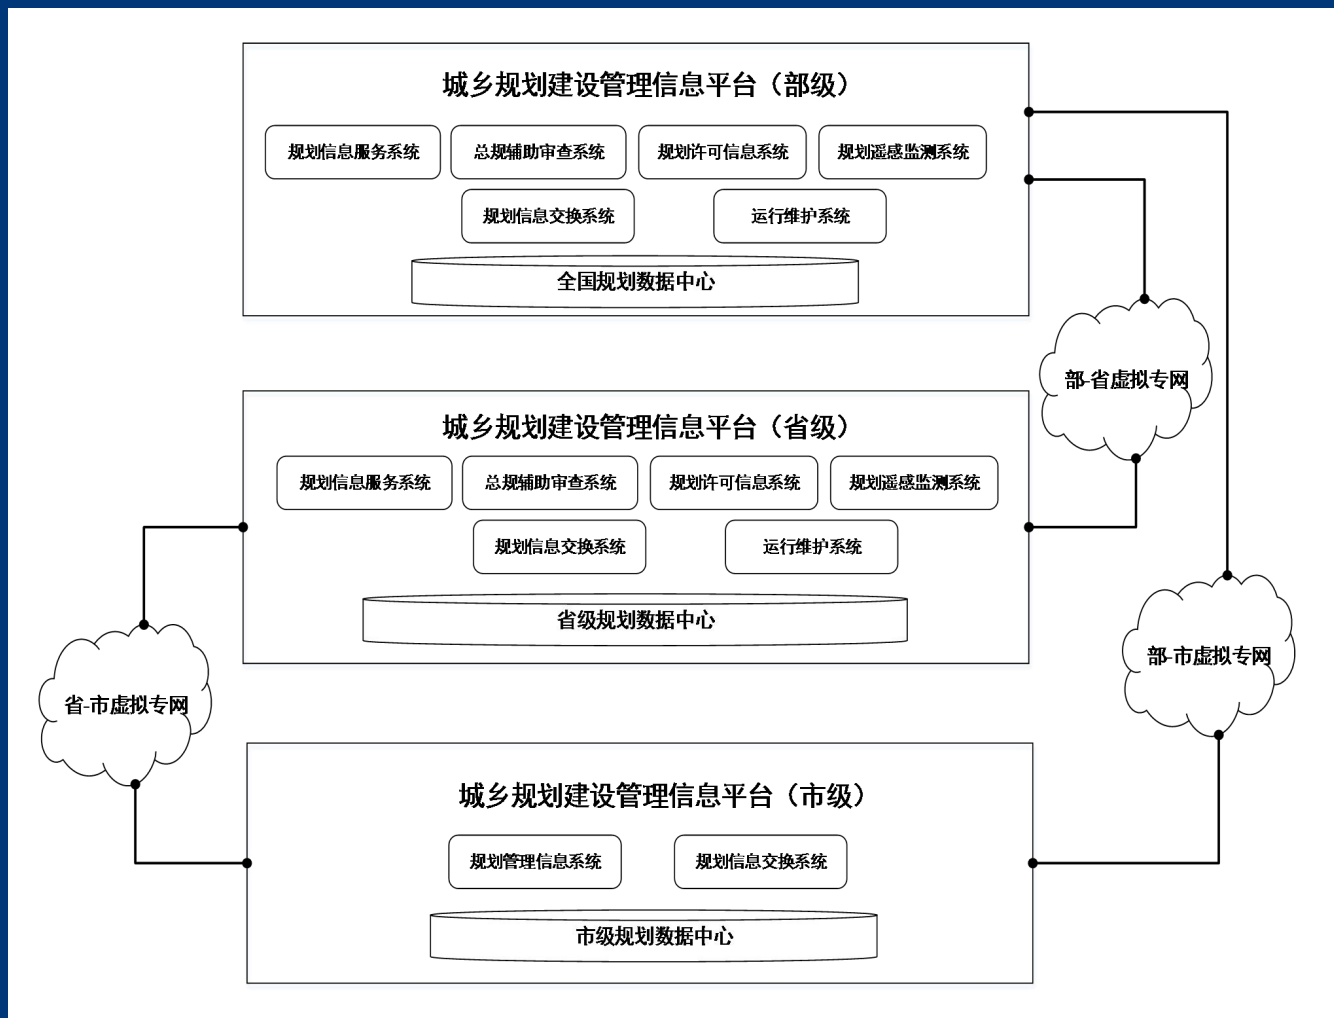 城乡规划建设管理信息平台（部级）
规划信息服务系统
总规辅助审查系统
规划许可信息系统
规划遥感监测系统
规划信息交换系统
运行维护系统
全国规划数据中心
部-省虚拟专网
城乡规划建设管理信息平台（省级）
规划信息服务系统
总规辅助审查系统
规划许可信息系统
规划遥感监测系统
规划信息交换系统
运行维护系统
省级规划数据中心
部-市虚拟专网
省-市虚拟专网
城乡规划建设管理信息平台（市级）
规划管理信息系统
规划信息交换系统
市级规划数据中心